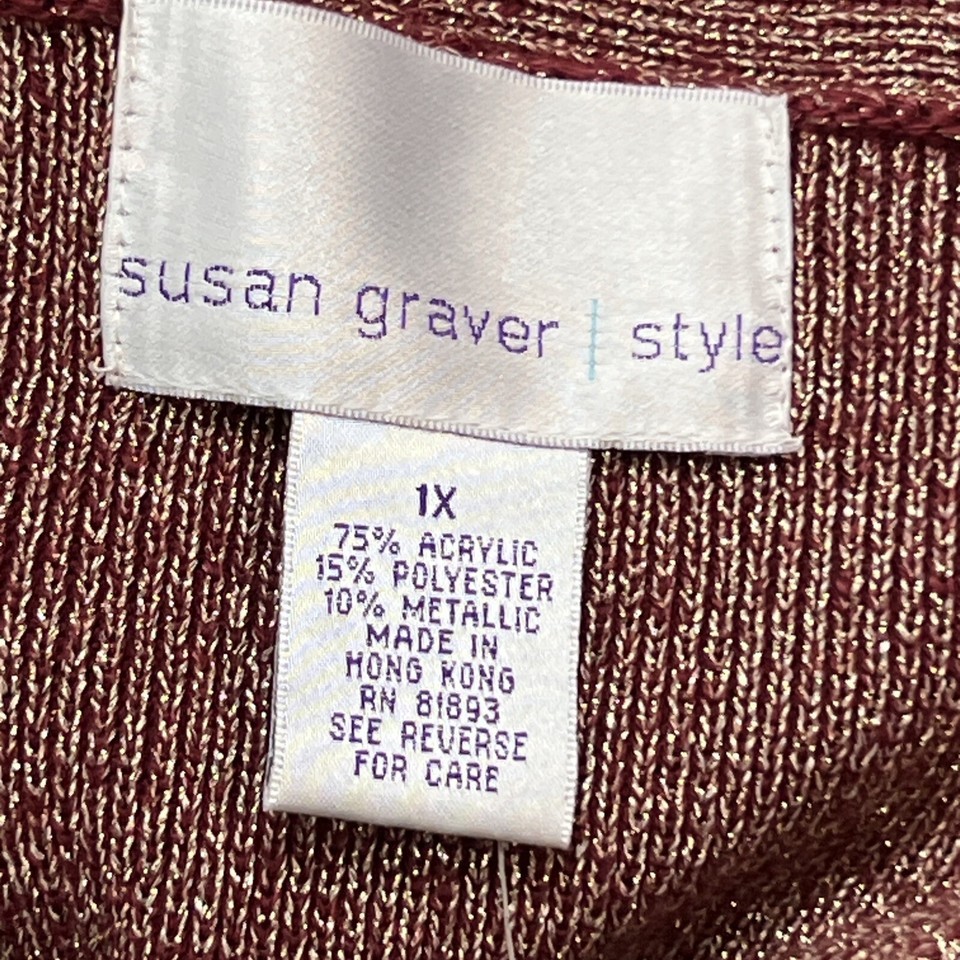 susan graver | style
1X
75% ACRYLIC
15% POLYESTER
10% METALLIC
MADE IN
HONG KONG
RN 81893
SEE REVERSE
FOR CARE